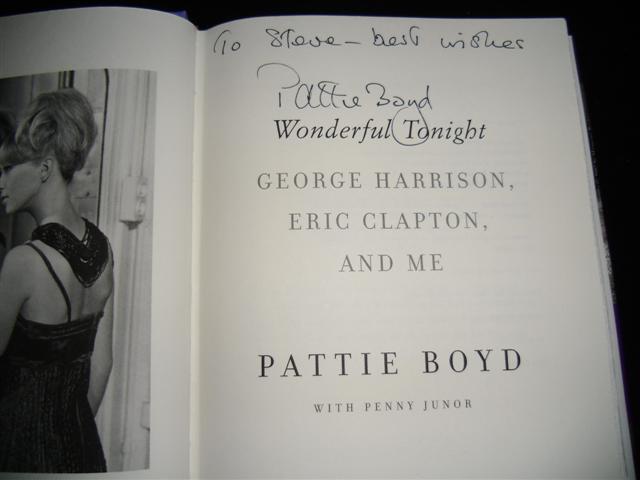 To Steve - best wishes
Pattie Boyd
Wonderful Tonight
GEORGE HARRISON,
ERIC CLAPTON,
AND ME
PATTIE BOYD
WITH PENNY JUNOR